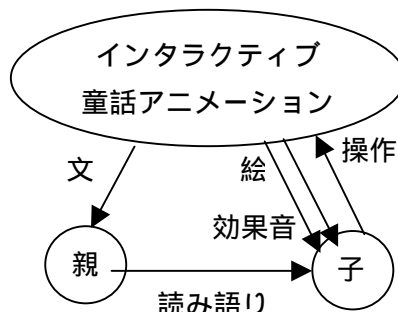 インタラクティブ
童話アニメーション
文
絵
操作
効果音
親
子
読み語り